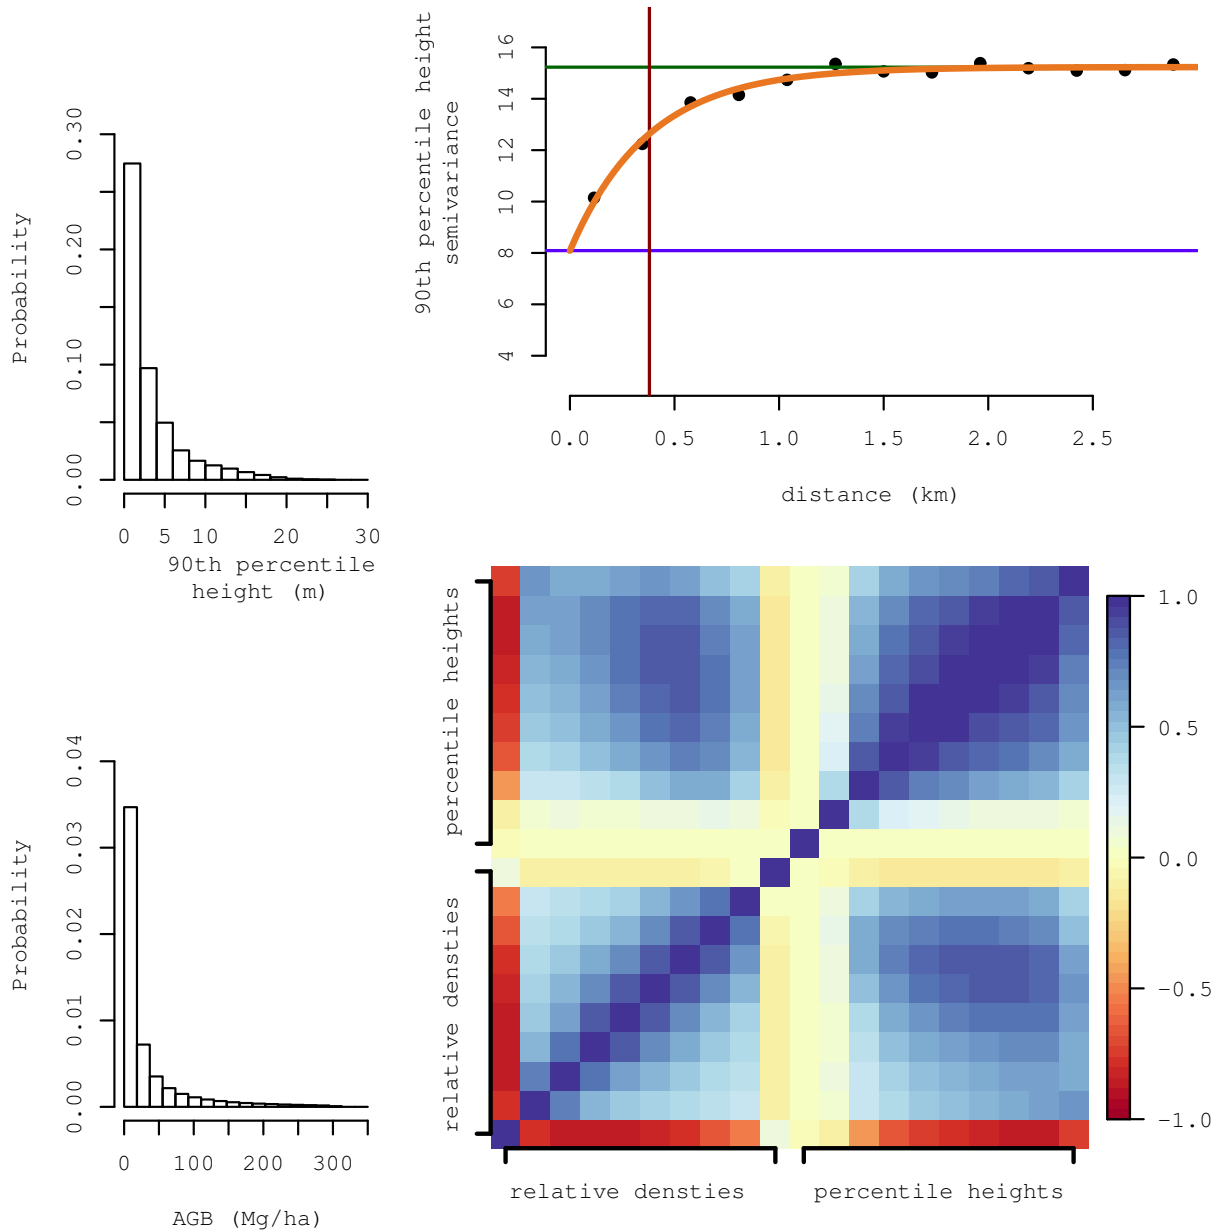 Probability
0.00 0.10 0.20 0.30
0 5 10 20 30
90th percentile
height (m)
90th percentile height
semivariance
4 6 8 10 12 14 16
0.0 0.5 1.0 1.5 2.0 2.5
distance (km)
Probability
0.00 0.01 0.02 0.03 0.04
0 100 200 300
AGB (Mg/ha)
percentile heights
relative densties
relative densties percentile heights
1.0
0.5
0.0
-0.5
-1.0